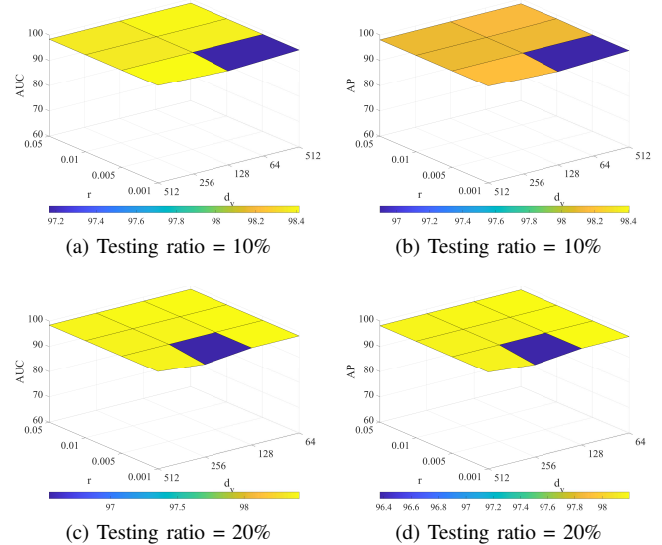 100
90
80
70
60
AUC
0.05
0.01
0.005
0.001
r
512
256
128
64
512
d_v
97.2 97.4 97.6 97.8 98 98.2 98.4
(a) Testing ratio = 10%
100
90
80
70
60
AP
0.05
0.01
0.005
0.001
r
512
256
128
64
512
d_v
97 97.2 97.4 97.6 97.8 98 98.2 98.4
(b) Testing ratio = 10%
100
90
80
70
60
AUC
0.05
0.01
0.005
0.001
r
512
256
128
64
d_v
97 97.5 98
(c) Testing ratio = 20%
100
90
80
70
60
AP
0.05
0.01
0.005
0.001
r
512
256
128
64
d_v
96.4 96.6 96.8 97 97.2 97.4 97.6 97.8 98
(d) Testing ratio = 20%